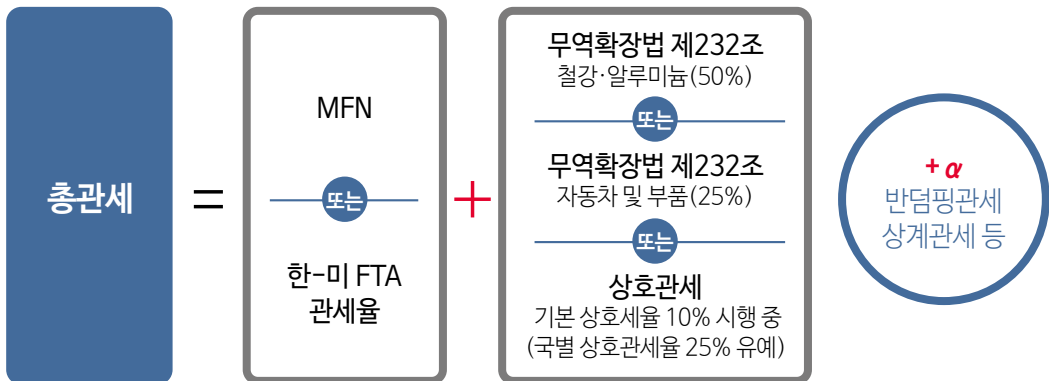 총관세
=
MFN
또는
한-미 FTA
관세율
+
무역확장법 제232조
철강·알루미늄(50%)
또는
무역확장법 제232조
자동차 및 부품(25%)
또는
상호관세
기본 상호세율 10% 시행 중
(국별 상호관세율 25% 유예)
+ α
반덤핑관세
상계관세 등